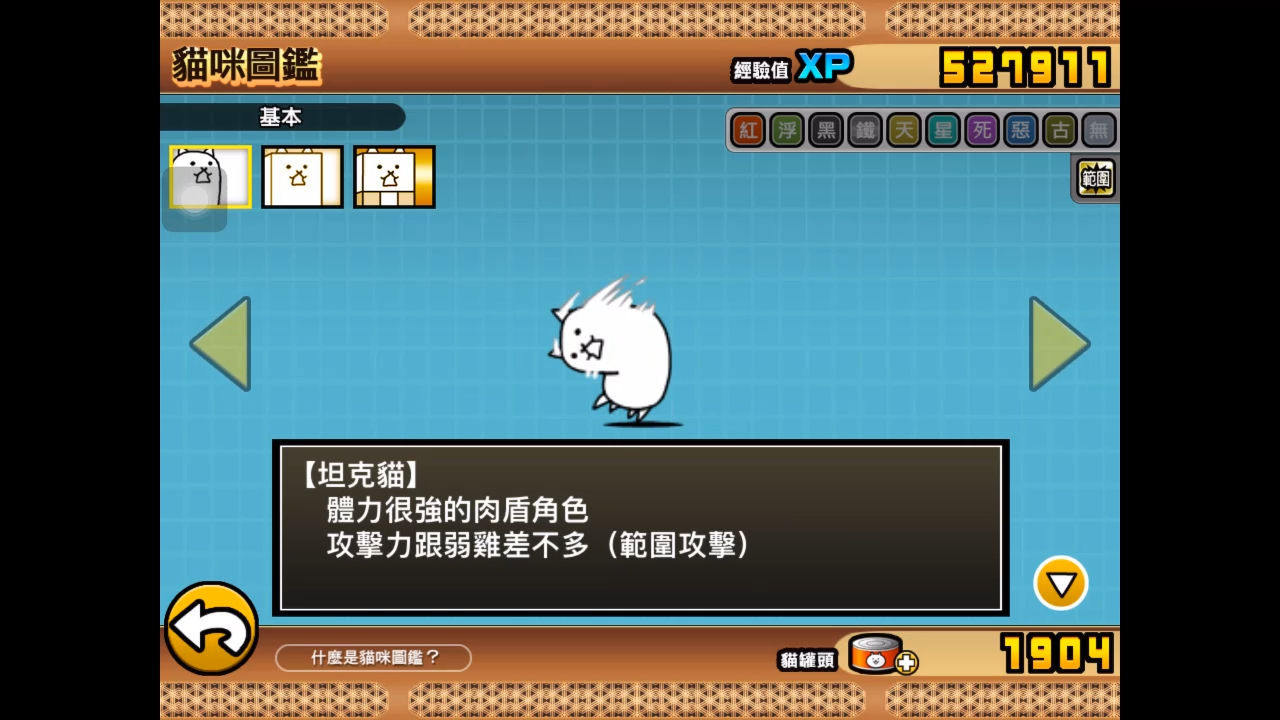 貓咪圖鑑
經驗值 XP 527911
基本
紅 浮 黑 鐵 天 星 死 惡 古 無
範圍
【坦克貓】
體力很強的肉盾角色
攻擊力跟弱雞差不多（範圍攻擊）
什麼是貓咪圖鑑？
貓罐頭 1904